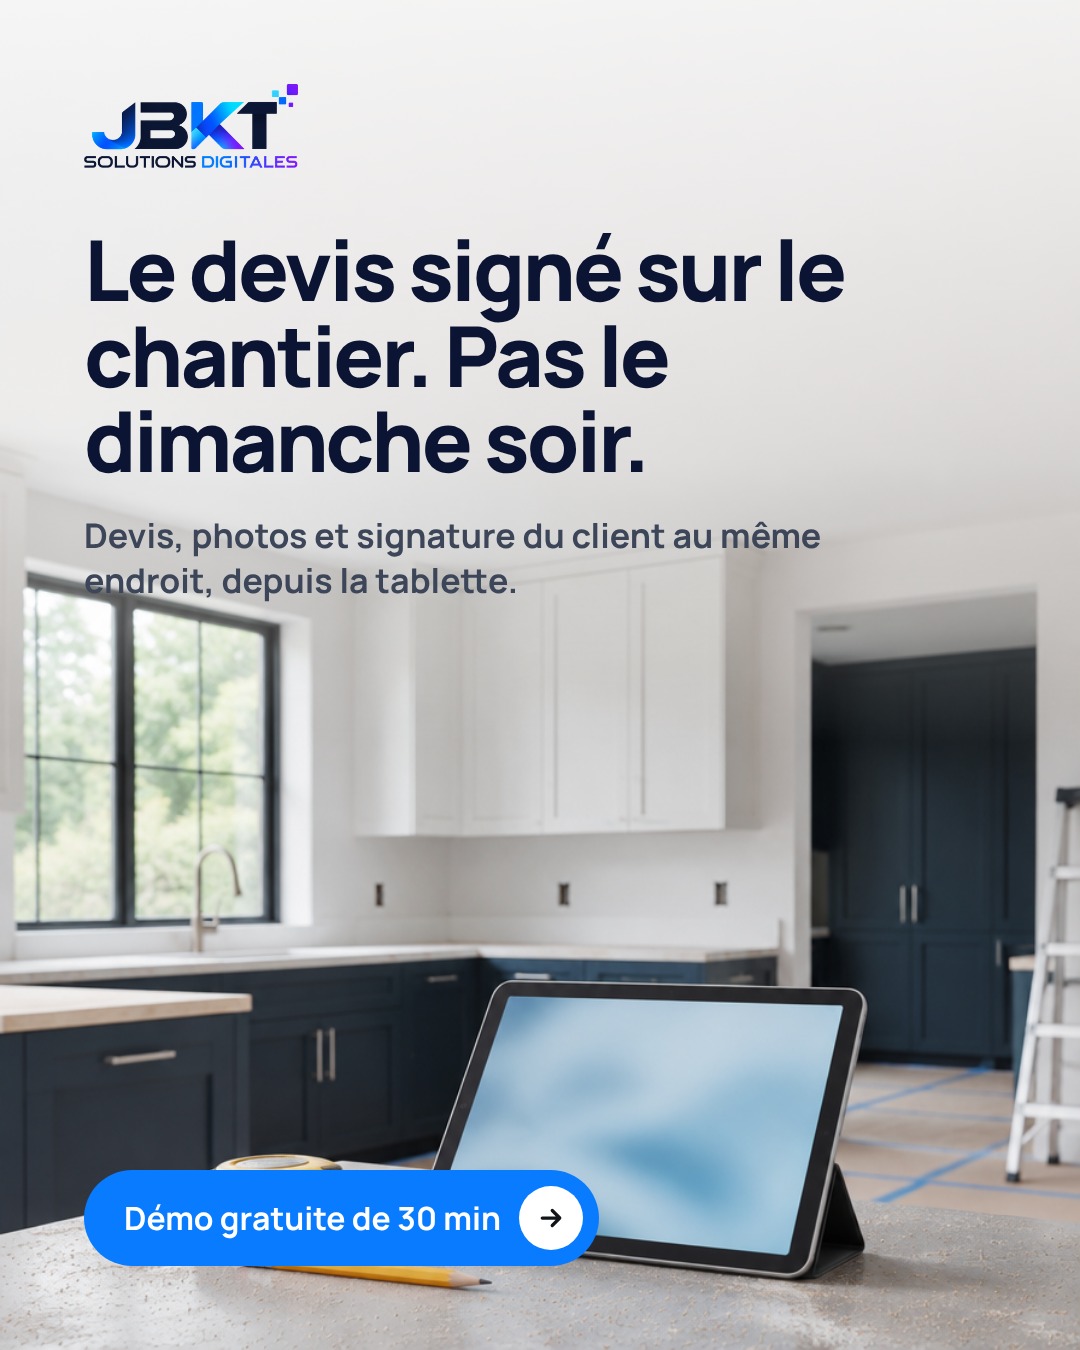 JBKT
SOLUTIONS DIGITALES
Le devis signé sur le
chantier. Pas le
dimanche soir.
Devis, photos et signature du client au même
endroit, depuis la tablette.
Démo gratuite de 30 min